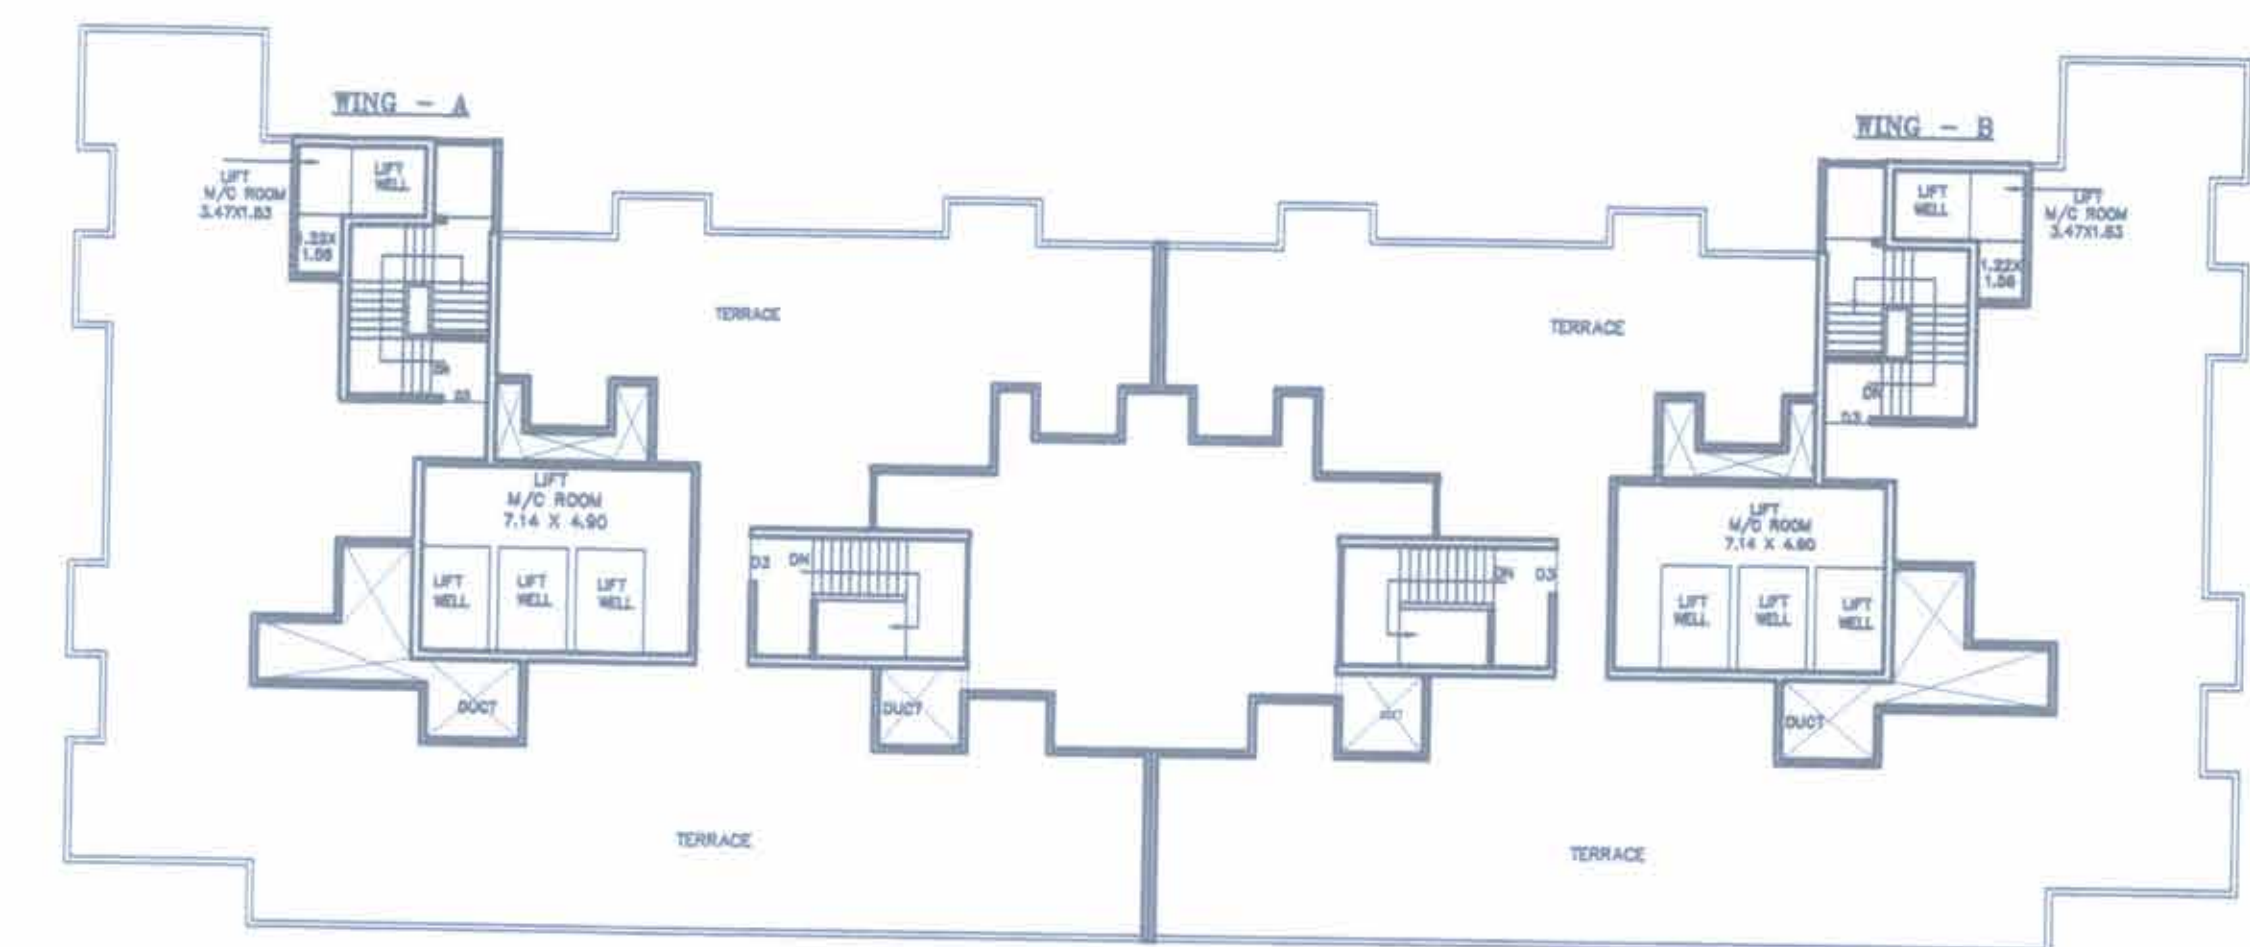 WING - A
WING - B
LIFT
M/C ROOM
3.47X1.83
LIFT
WELL
1.22X
1.06
DN
D3
LIFT
WELL
LIFT
M/C ROOM
3.47X1.83
1.22X
1.06
DN
D3
TERRACE
TERRACE
LIFT
M/C ROOM
7.14 X 4.90
LIFT
WELL
LIFT
WELL
LIFT
WELL
DUCT
D3 DN
DUCT
DN D3
DUCT
LIFT
M/C ROOM
7.14 X 4.90
LIFT
WELL
LIFT
WELL
LIFT
WELL
DUCT
TERRACE
TERRACE